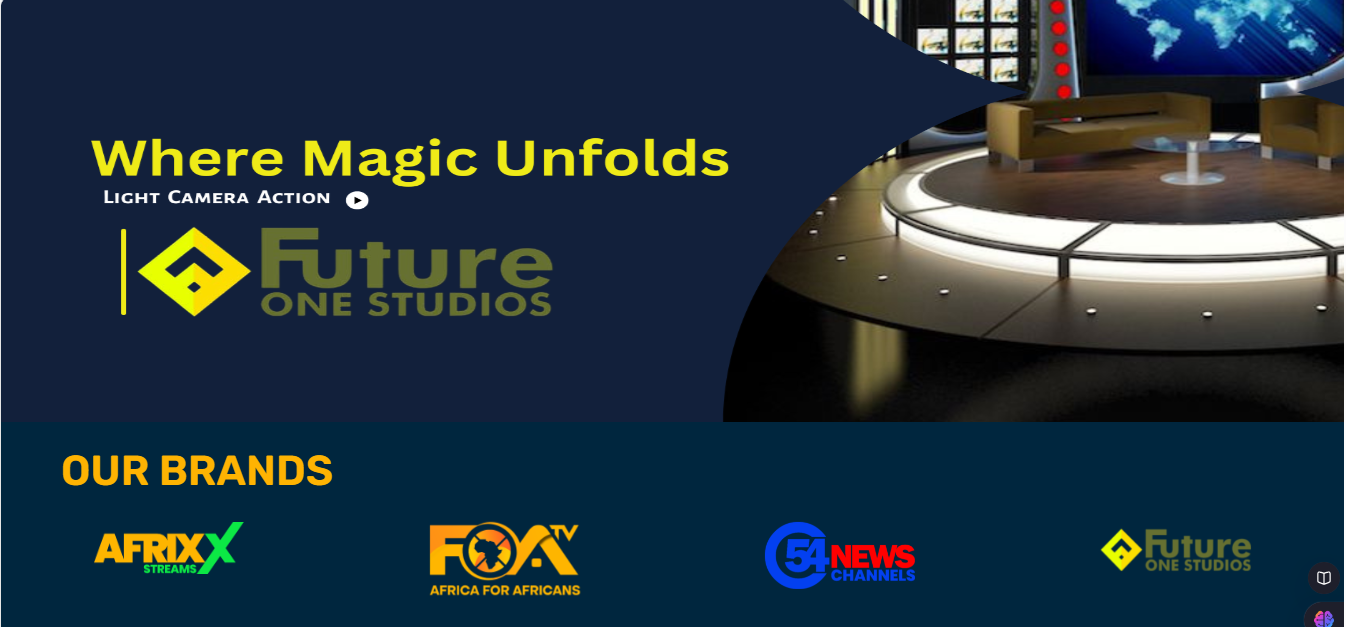 Where Magic Unfolds
Light Camera Action
Future
ONE STUDIOS
OUR BRANDS
AFRIXX
STREAMS
FOA TV
AFRICA FOR AFRICANS
54 NEWS
CHANNELS
Future
ONE STUDIOS